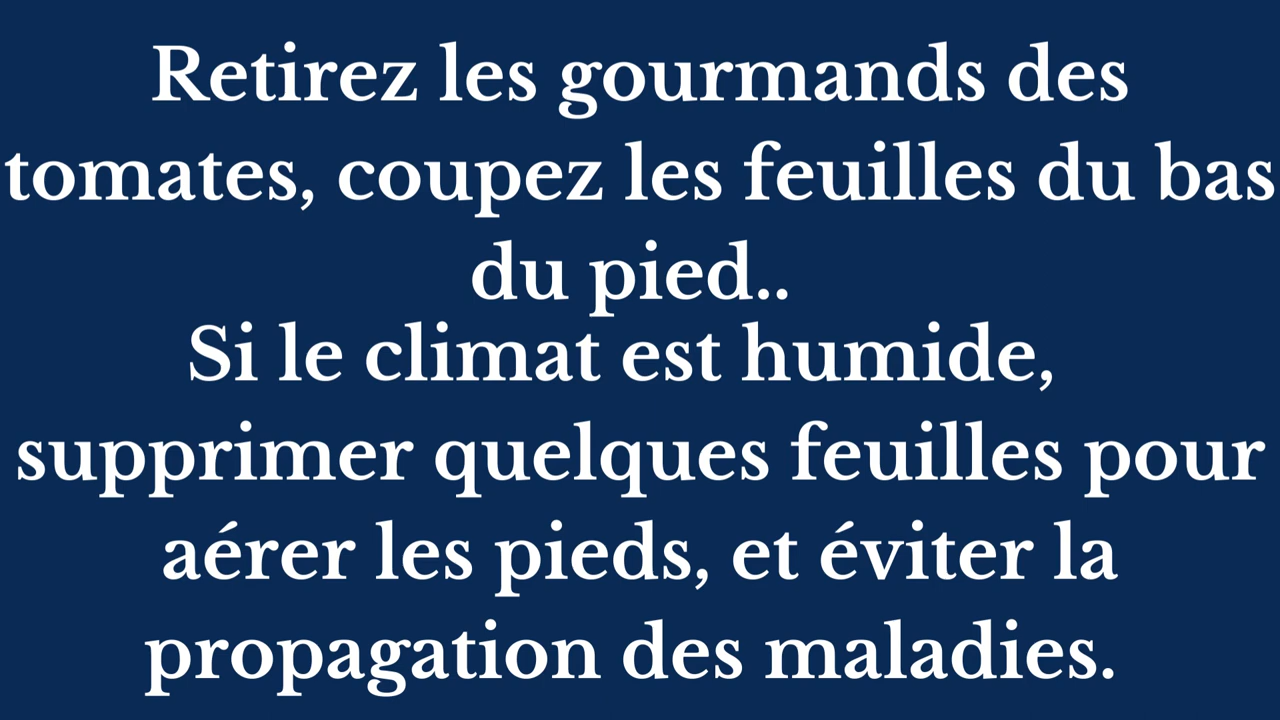 Retirez les gourmands des
tomates, coupez les feuilles du bas
du pied..
Si le climat est humide,
supprimer quelques feuilles pour
aérer les pieds, et éviter la
propagation des maladies.